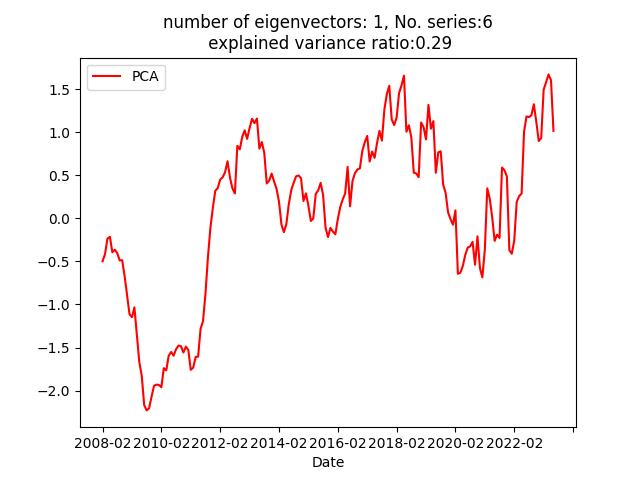 number of eigenvectors: 1, No. series:6
explained variance ratio:0.29
PCA
1.5
1.0
0.5
0.0
−0.5
−1.0
−1.5
−2.0
2008-02 2010-02 2012-02 2014-02 2016-02 2018-02 2020-02 2022-02
Date